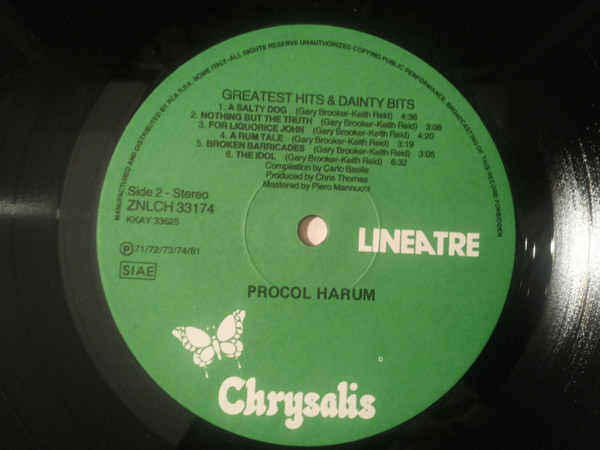 MANUFACTURED AND DISTRIBUTED BY RCA S.P.A. ROME ITALY-ALL RIGHTS RESERVE UNAUTHORIZED COPYING PUBLIC PERFORMANCE, BROADCASTING OF THIS RECORD FORBIDDEN
GREATEST HITS & DAINTY BITS
1. A SALTY DOG (Gary Brooker-Keith Reid) 4:36
2. NOTHING BUT THE TRUTH (Gary Brooker-Keith Reid) 3:08
3. FOR LIQUORICE JOHN (Gary Brooker-Keith Reid) 4:20
4. A RUM TALE (Gary Brooker-Keith Reid) 3:19
5. BROKEN BARRICADES (Gary Brooker-Keith Reid) 3:05
6. THE IDOL (Gary Brooker-Keith Reid) 6:32
Compilation by Carlo Basile
Produced by Chris Thomas
Mastered by Piero Mannucci
Side 2 - Stereo
ZNLCH 33174
KKAY 33625
Ⓟ 71/72/73/74/81
SIAE
LINEATRE
PROCOL HARUM
Chrysalis